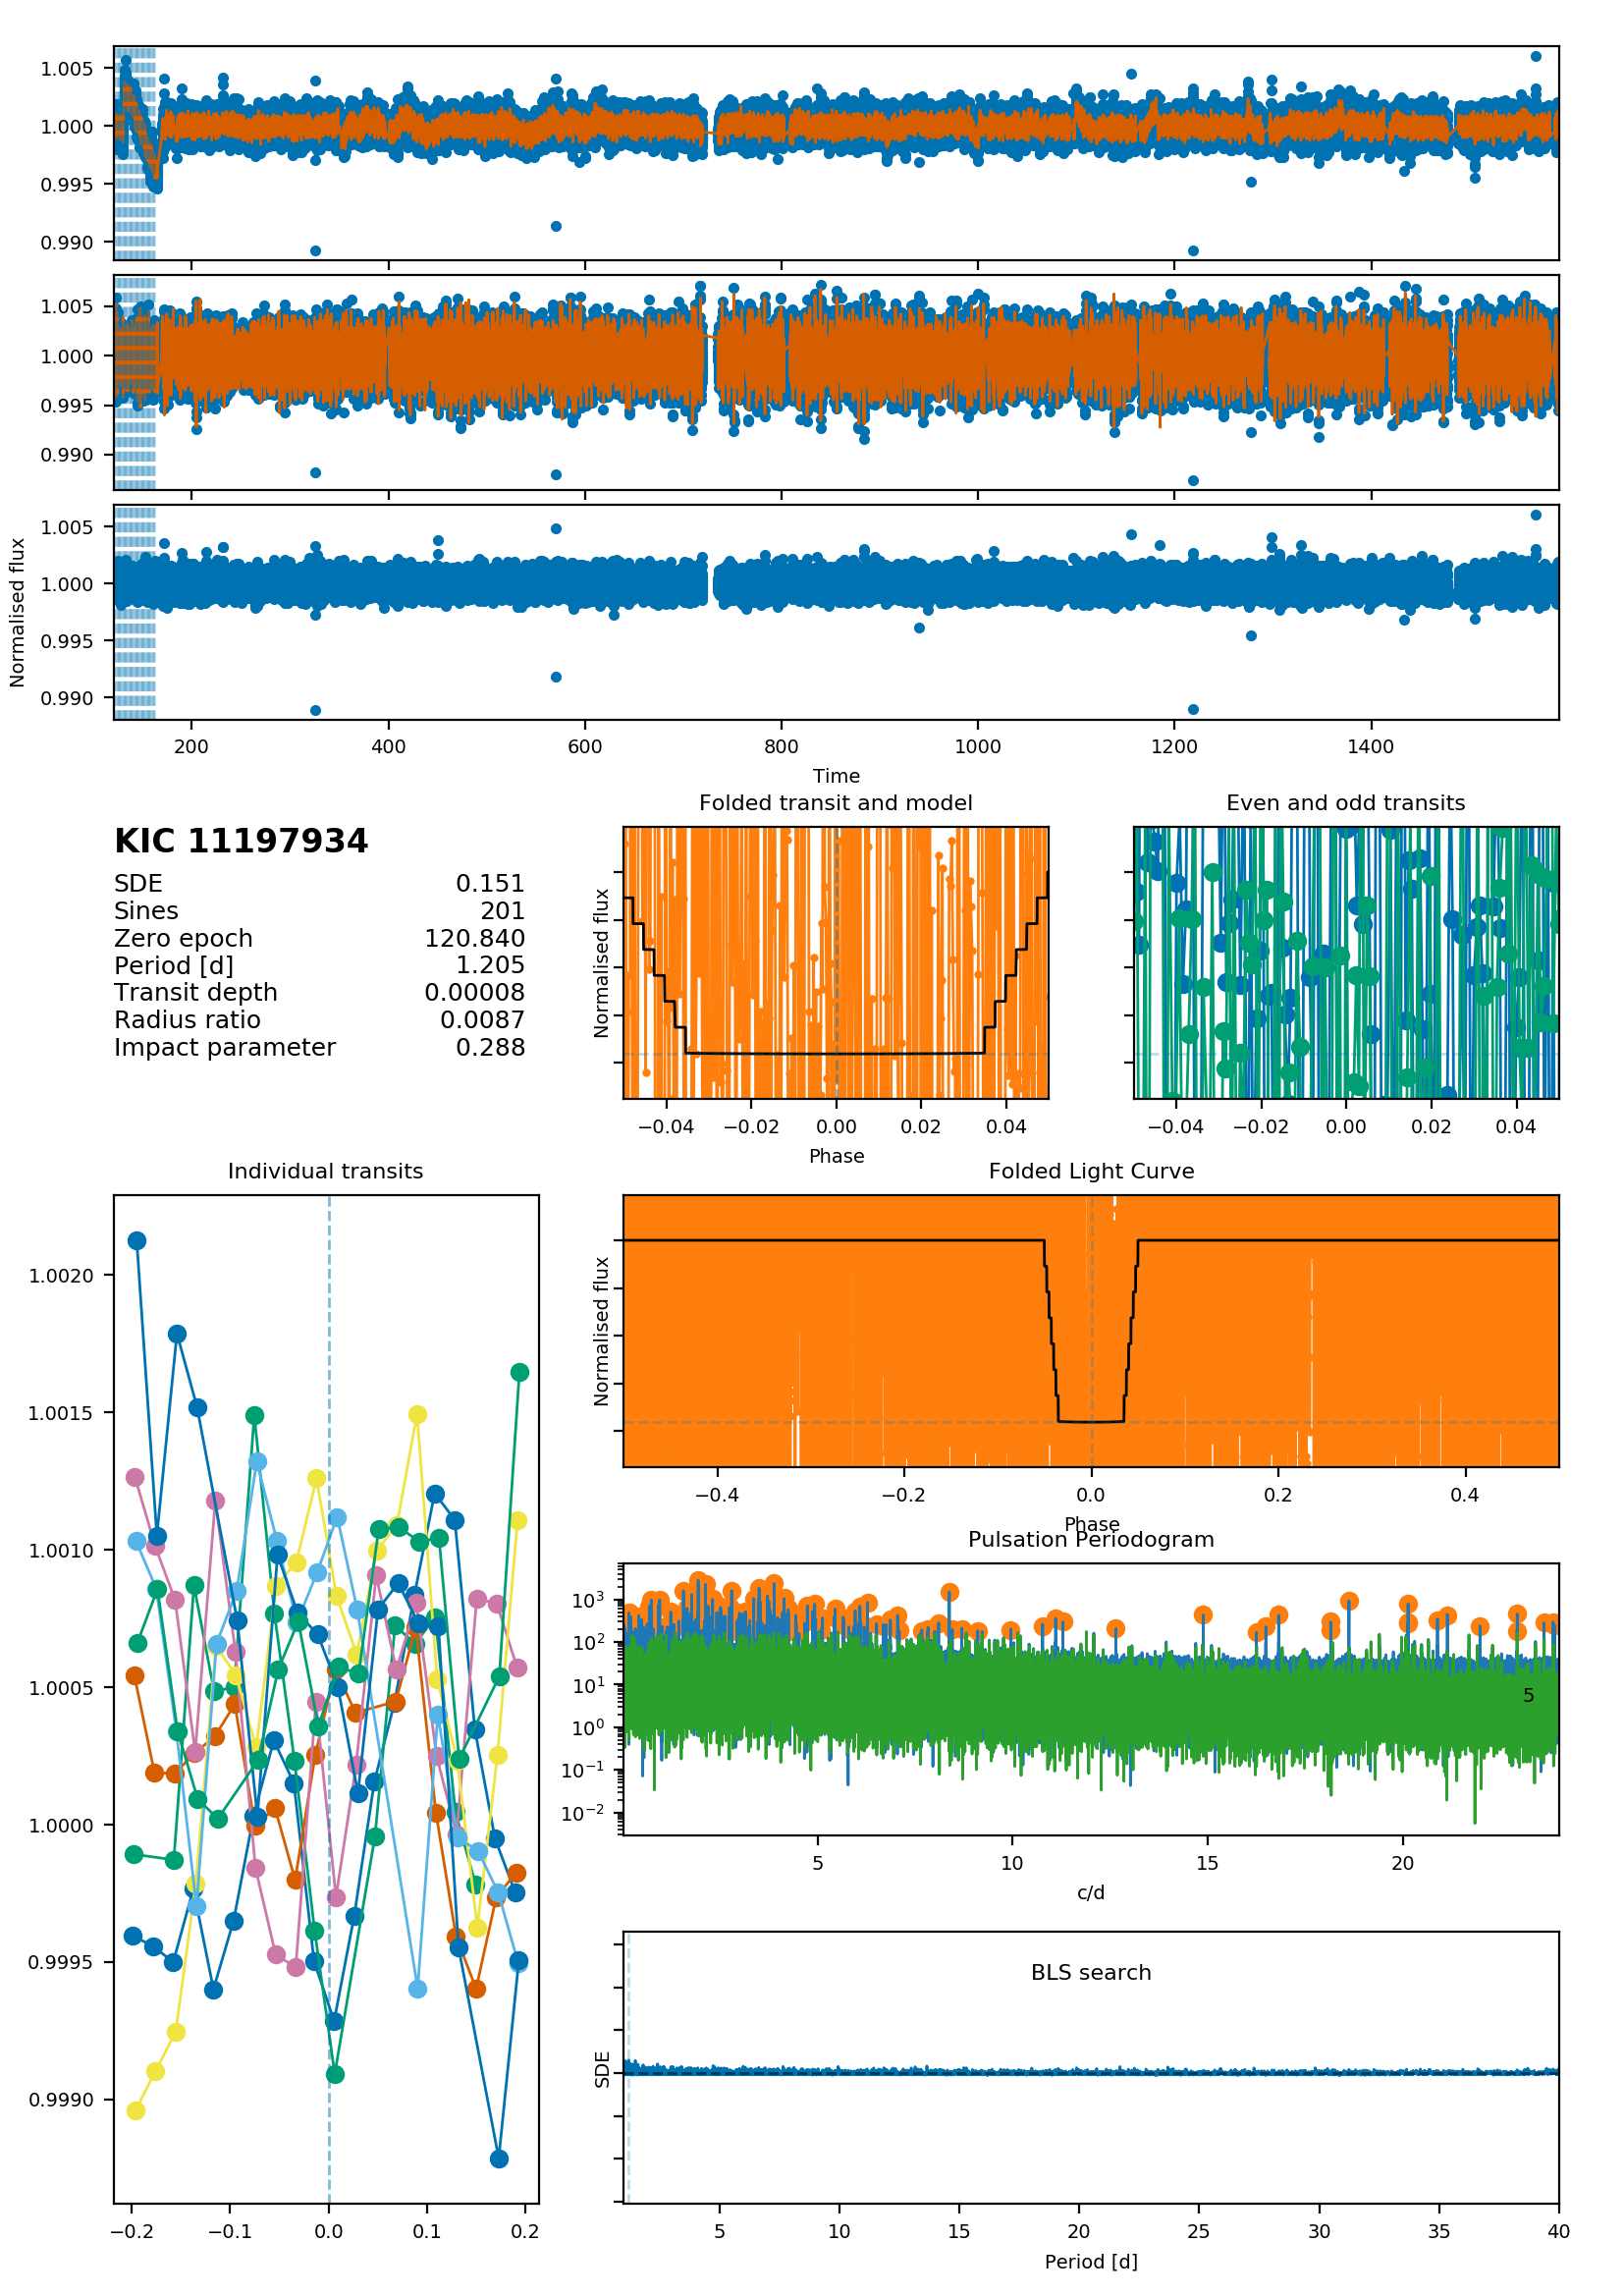 1.005
1.000
0.995
0.990
1.005
1.000
0.995
0.990
1.005
1.000
0.995
0.990
Normalised flux
200 400 600 800 1000 1200 1400
Time
KIC 11197934
SDE 0.151
Sines 201
Zero epoch 120.840
Period [d] 1.205
Transit depth 0.00008
Radius ratio 0.0087
Impact parameter 0.288
Folded transit and model
Normalised flux
−0.04 −0.02 0.00 0.02 0.04
Phase
Even and odd transits
−0.04 −0.02 0.00 0.02 0.04
Individual transits
1.0020
1.0015
1.0010
1.0005
1.0000
0.9995
0.9990
−0.2 −0.1 0.0 0.1 0.2
Folded Light Curve
Normalised flux
−0.4 −0.2 0.0 0.2 0.4
Phase
Pulsation Periodogram
10³
10²
10¹
10⁰
10⁻¹
10⁻²
5
5 10 15 20
c/d
BLS search
SDE
5 10 15 20 25 30 35 40
Period [d]